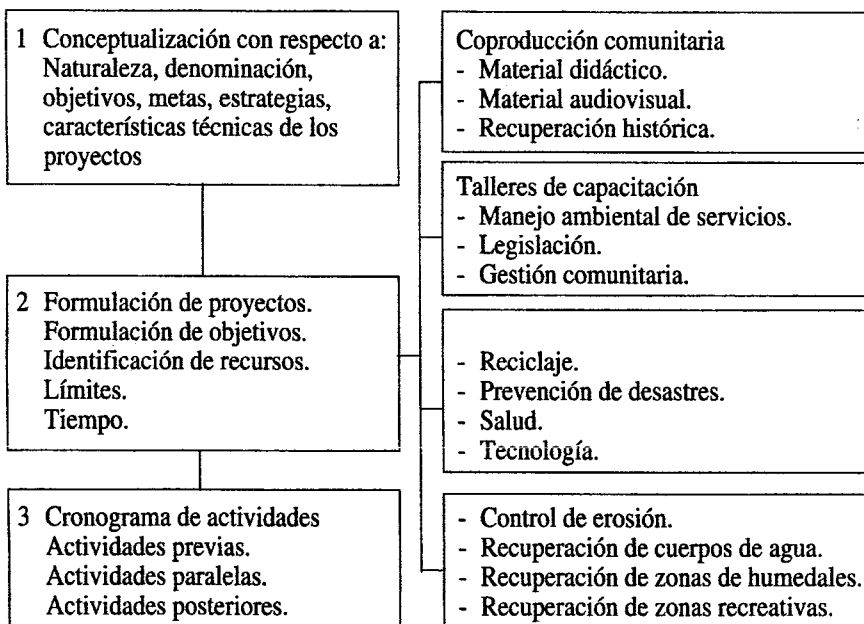 1 Conceptualización con respecto a:
Naturaleza, denominación,
objetivos, metas, estrategias,
características técnicas de los
proyectos
2 Formulación de proyectos.
Formulación de objetivos.
Identificación de recursos.
Límites.
Tiempo.
3 Cronograma de actividades
Actividades previas.
Actividades paralelas.
Actividades posteriores.
Coproducción comunitaria
- Material didáctico.
- Material audiovisual.
- Recuperación histórica.
Talleres de capacitación
- Manejo ambiental de servicios.
- Legislación.
- Gestión comunitaria.
- Reciclaje.
- Prevención de desastres.
- Salud.
- Tecnología.
- Control de erosión.
- Recuperación de cuerpos de agua.
- Recuperación de zonas de humedales.
- Recuperación de zonas recreativas.